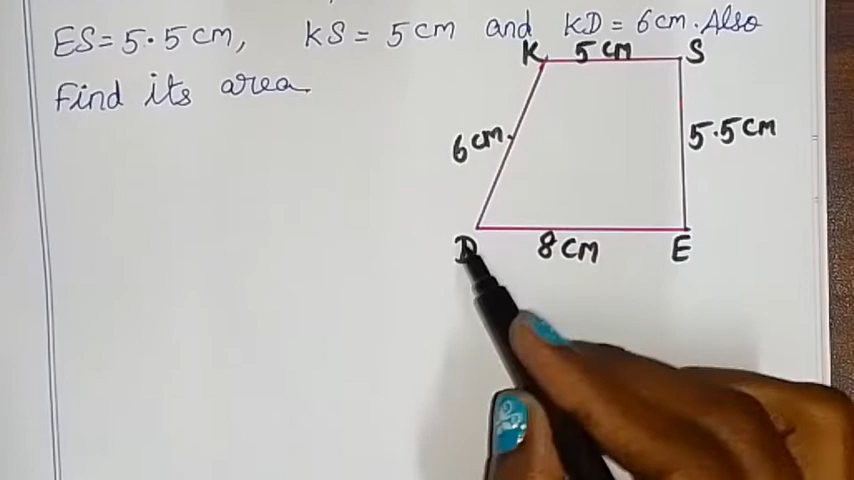 ES = 5.5 cm, KS = 5 cm and KD = 6 cm. Also
Find its area.
K 5 cm S
6 cm. 5.5 cm
D 8 cm E